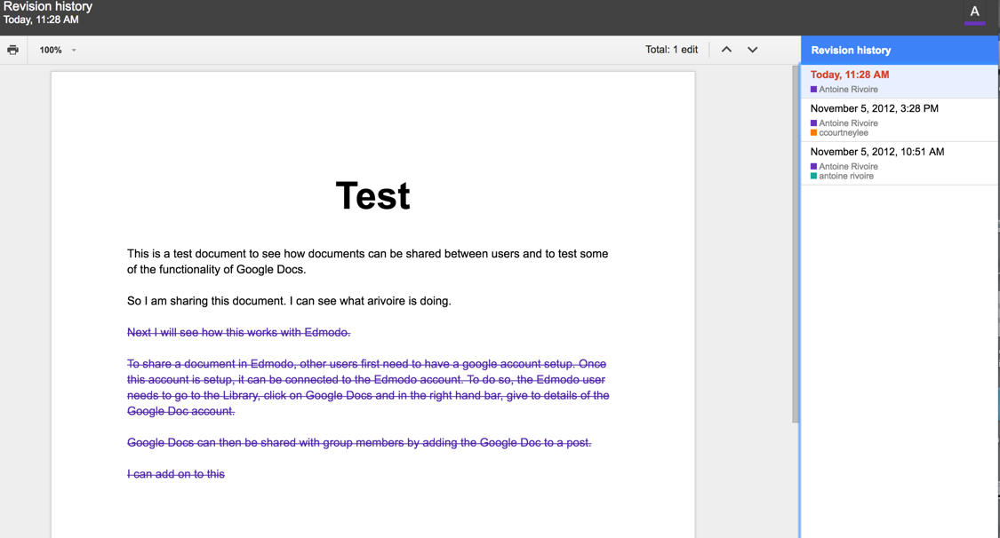 Revision history
Today, 11:28 AM
A
100%
Total: 1 edit
Revision history
Today, 11:28 AM
Antoine Rivoire
November 5, 2012, 3:28 PM
Antoine Rivoire
ccourtneylee
November 5, 2012, 10:51 AM
Antoine Rivoire
antoine rivoire
Test
This is a test document to see how documents can be shared between users and to test some
of the functionality of Google Docs.
So I am sharing this document. I can see what arivoire is doing.
Next I will see how this works with Edmodo.
To share a document in Edmodo, other users first need to have a google account setup. Once
this account is setup, it can be connected to the Edmodo account. To do so, the Edmodo user
needs to go to the Library, click on Google Docs and in the right hand bar, give to details of the
Google Doc account.
Google Docs can then be shared with group members by adding the Google Doc to a post.
I can add on to this